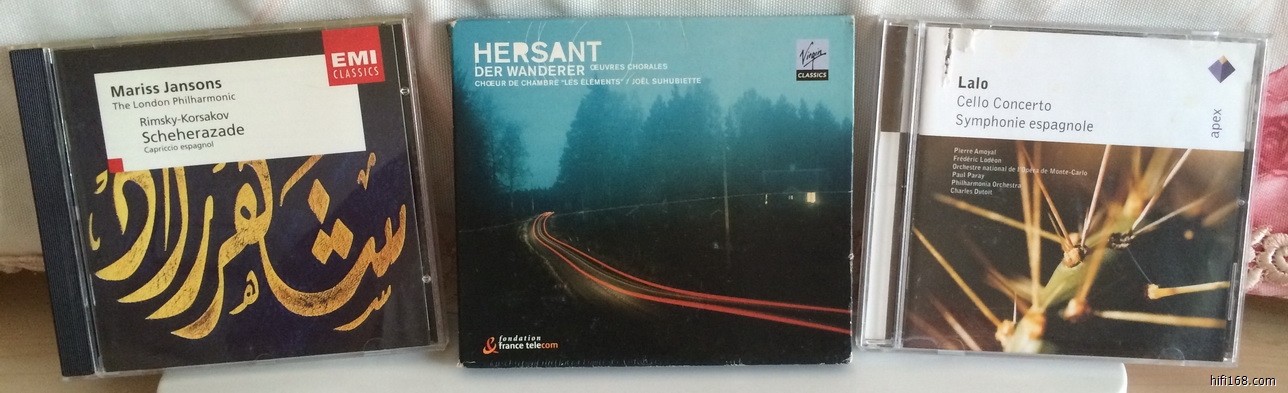 EMI
CLASSICS
Mariss Jansons
The London Philharmonic
Rimsky-Korsakov
Scheherazade
Capriccio espagnol
HERSANT
DER WANDERER ŒUVRES CHORALES
CHŒUR DE CHAMBRE "LES ÉLÉMENTS" / JOËL SUHUBIETTE
Virgin
CLASSICS
fondation
& france telecom
Lalo
Cello Concerto
Symphonie espagnole
apex
Pierre Amoyal
Frédéric Lodéon
Orchestre national de l'Opéra de Monte-Carlo
Paul Paray
Philharmonia Orchestra
Charles Dutoit
hifi168.com